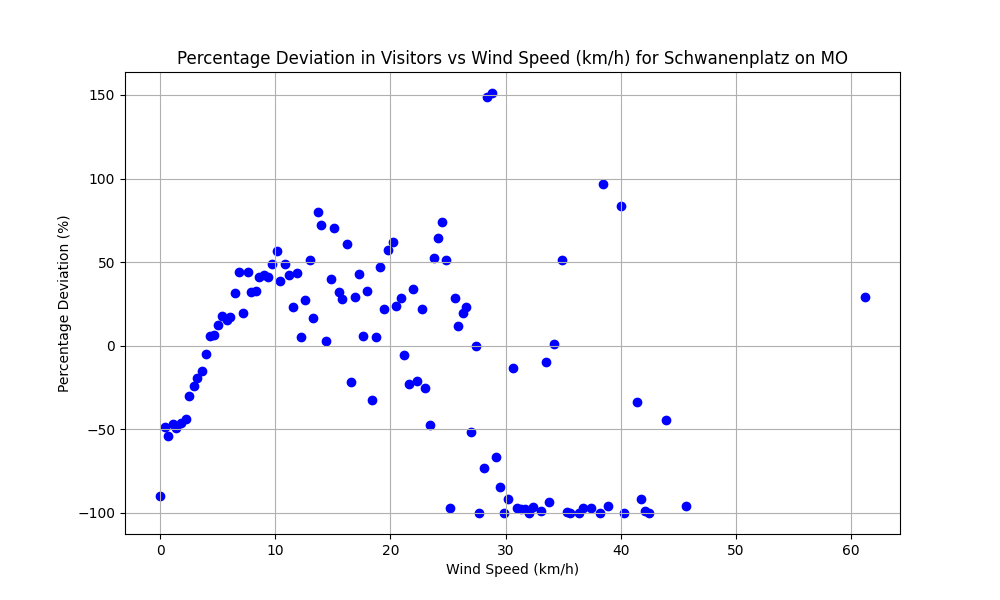 Percentage Deviation in Visitors vs Wind Speed (km/h) for Schwanenplatz on MO
Percentage Deviation (%)
150
100
50
0
−50
−100
0 10 20 30 40 50 60
Wind Speed (km/h)